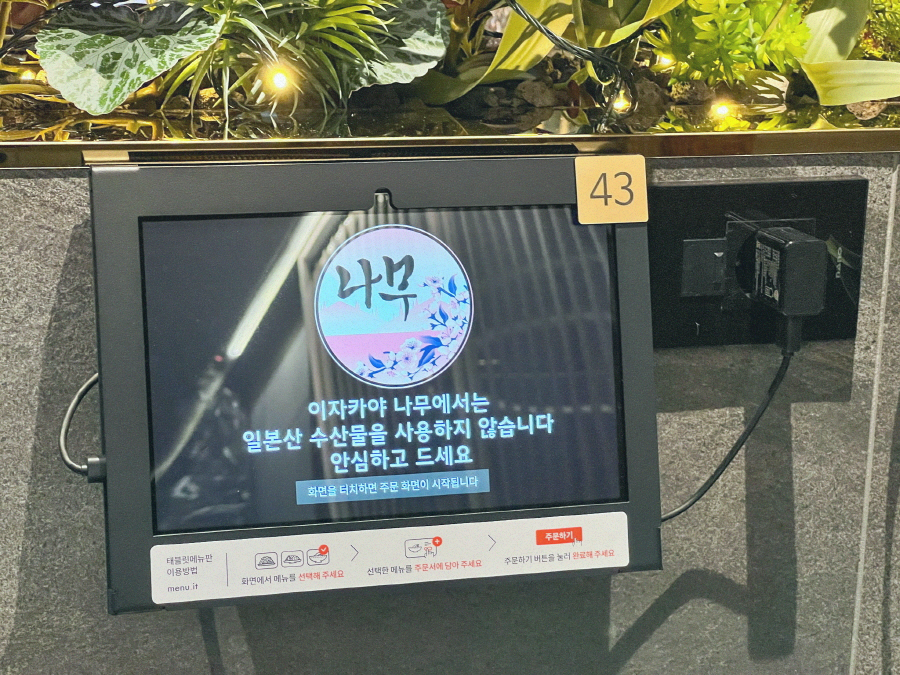 43
나무
이자카야 나무에서는
일본산 수산물을 사용하지 않습니다
안심하고 드세요
화면을 터치하면 주문 화면이 시작됩니다
태블릿메뉴판
이용방법
menu.it
화면에서 메뉴를 선택해 주세요
선택한 메뉴를 주문서에 담아 주세요
주문하기
주문하기 버튼을 눌러 완료해 주세요